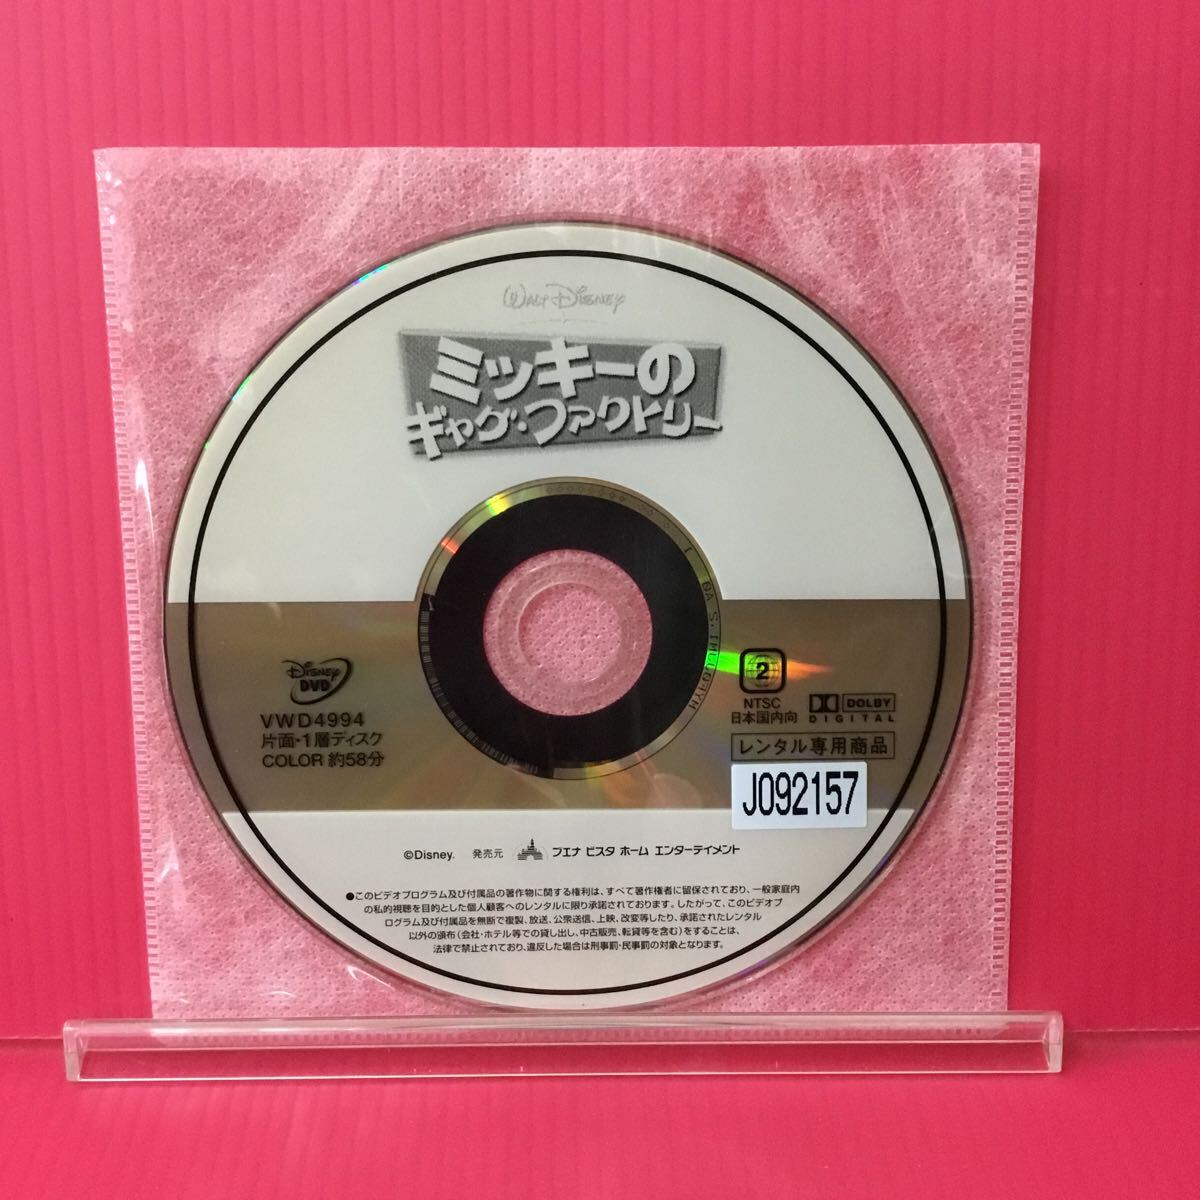 WALT DISNEY
ミッキーの
ギャグ・ファクトリー
DISNEY
DVD
VWD4994
片面・1層ディスク
COLOR 約58分
2
NTSC
日本国内向
DOLBY
DIGITAL
レンタル専用商品
J092157
©Disney. 発売元 ブエナ ビスタ ホーム エンターテイメント
●このビデオプログラム及び付属品の著作物に関する権利は、すべて著作権者に留保されており、一般家庭内
の私的視聴を目的とした個人顧客へのレンタルに限り承諾されております。したがって、このビデオプ
ログラム及び付属品を無断で複製、放送、公衆送信、上映、改変等したり、承諾されたレンタル
以外の頒布(会社・ホテル等での貸し出し、中古販売、転貸等を含む)をすることは、
法律で禁止されており、違反した場合は刑事罰・民事罰の対象となります。